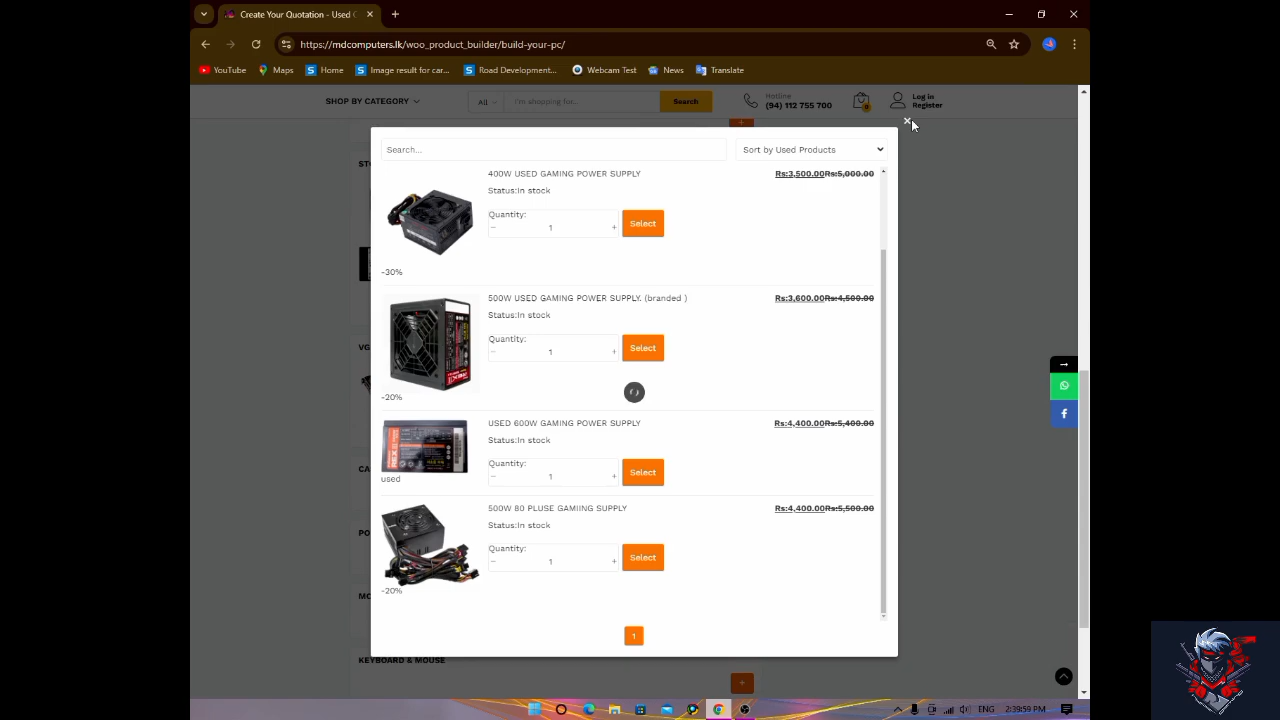 Create Your Quotation - Used
https://mdcomputers.lk/woo_product_builder/build-your-pc/
YouTube Maps Home Image result for car... Road Development... Webcam Test News Translate
SHOP BY CATEGORY All I'm shopping for... Search Hotline (94) 112 755 700 0 Log in Register
Search... Sort by Used Products
400W USED GAMING POWER SUPPLY Rs:3,500.00Rs:5,000.00
Status:In stock
Quantity:
− 1 + Select
-30%
500W USED GAMING POWER SUPPLY. (branded ) Rs:3,600.00Rs:4,500.00
Status:In stock
Quantity:
− 1 + Select
-20%
USED 600W GAMING POWER SUPPLY Rs:4,400.00Rs:5,400.00
Status:In stock
Quantity:
− 1 + Select
used
500W 80 PLUSE GAMIING SUPPLY Rs:4,400.00Rs:5,500.00
Status:In stock
Quantity:
− 1 + Select
-20%
1
KEYBOARD & MOUSE
ENG 2:39:59 PM